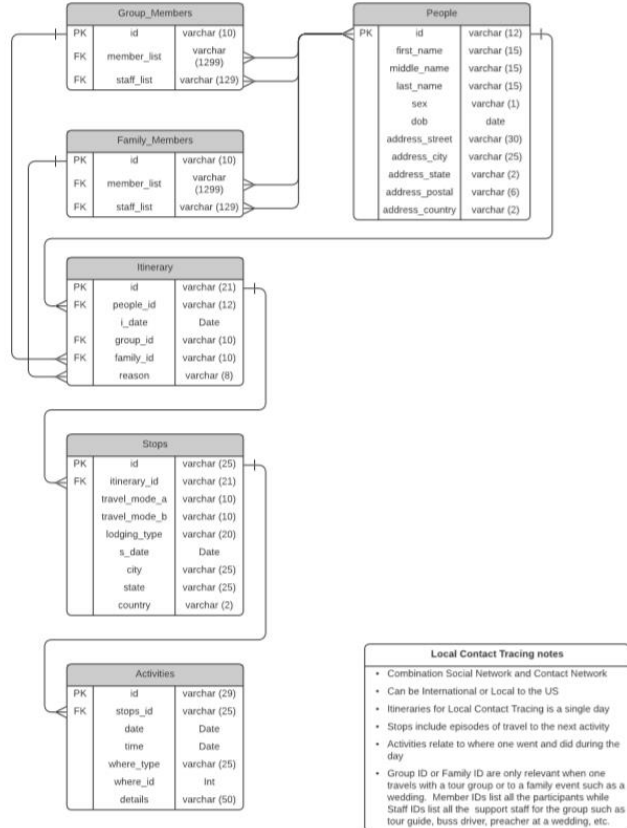 Group_Members
PK id varchar (10)
FK member_list varchar (1299)
FK staff_list varchar (129)
People
PK id varchar (12)
first_name varchar (15)
middle_name varchar (15)
last_name varchar (15)
sex varchar (1)
dob date
address_street varchar (30)
address_city varchar (25)
address_state varchar (2)
address_postal varchar (6)
address_country varchar (2)
Family_Members
PK id varchar (10)
FK member_list varchar (1299)
FK staff_list varchar (129)
Itinerary
PK id varchar (21)
FK people_id varchar (12)
i_date Date
FK group_id varchar (10)
FK family_id varchar (10)
reason varchar (8)
Stops
PK id varchar (25)
FK itinerary_id varchar (21)
travel_mode_a varchar (10)
travel_mode_b varchar (10)
lodging_type varchar (20)
s_date Date
city varchar (25)
state varchar (25)
country varchar (2)
Activities
PK id varchar (29)
FK stops_id varchar (25)
date Date
time Date
where_type varchar (25)
where_id Int
details varchar (50)
Local Contact Tracing notes
• Combination Social Network and Contact Network
• Can be International or Local to the US
• Itineraries for Local Contact Tracing is a single day
• Stops include episodes of travel to the next activity
• Activities relate to where one went and did during the
day
• Group ID or Family ID are only relevant when one
travels with a tour group or to a family event such as a
wedding. Member IDs list all the participants while
Staff IDs list all the support staff for the group such as
tour guide, buss driver, preacher at a wedding, etc.